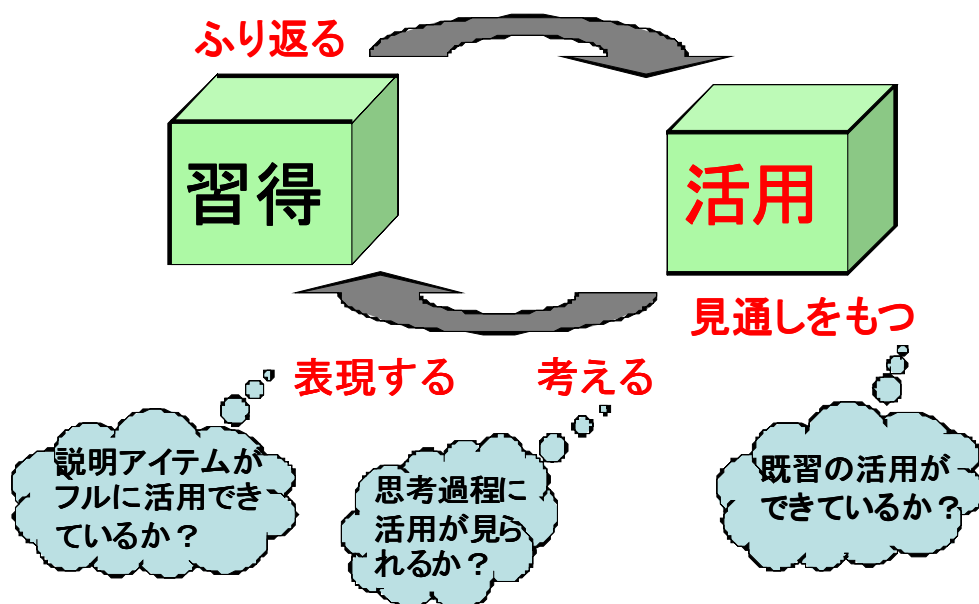 ふり返る
習得
活用
見通しをもつ
表現する
考える
説明アイテムが
フルに活用でき
ているか？
思考過程に
活用が見ら
れるか？
既習の活用が
できているか？